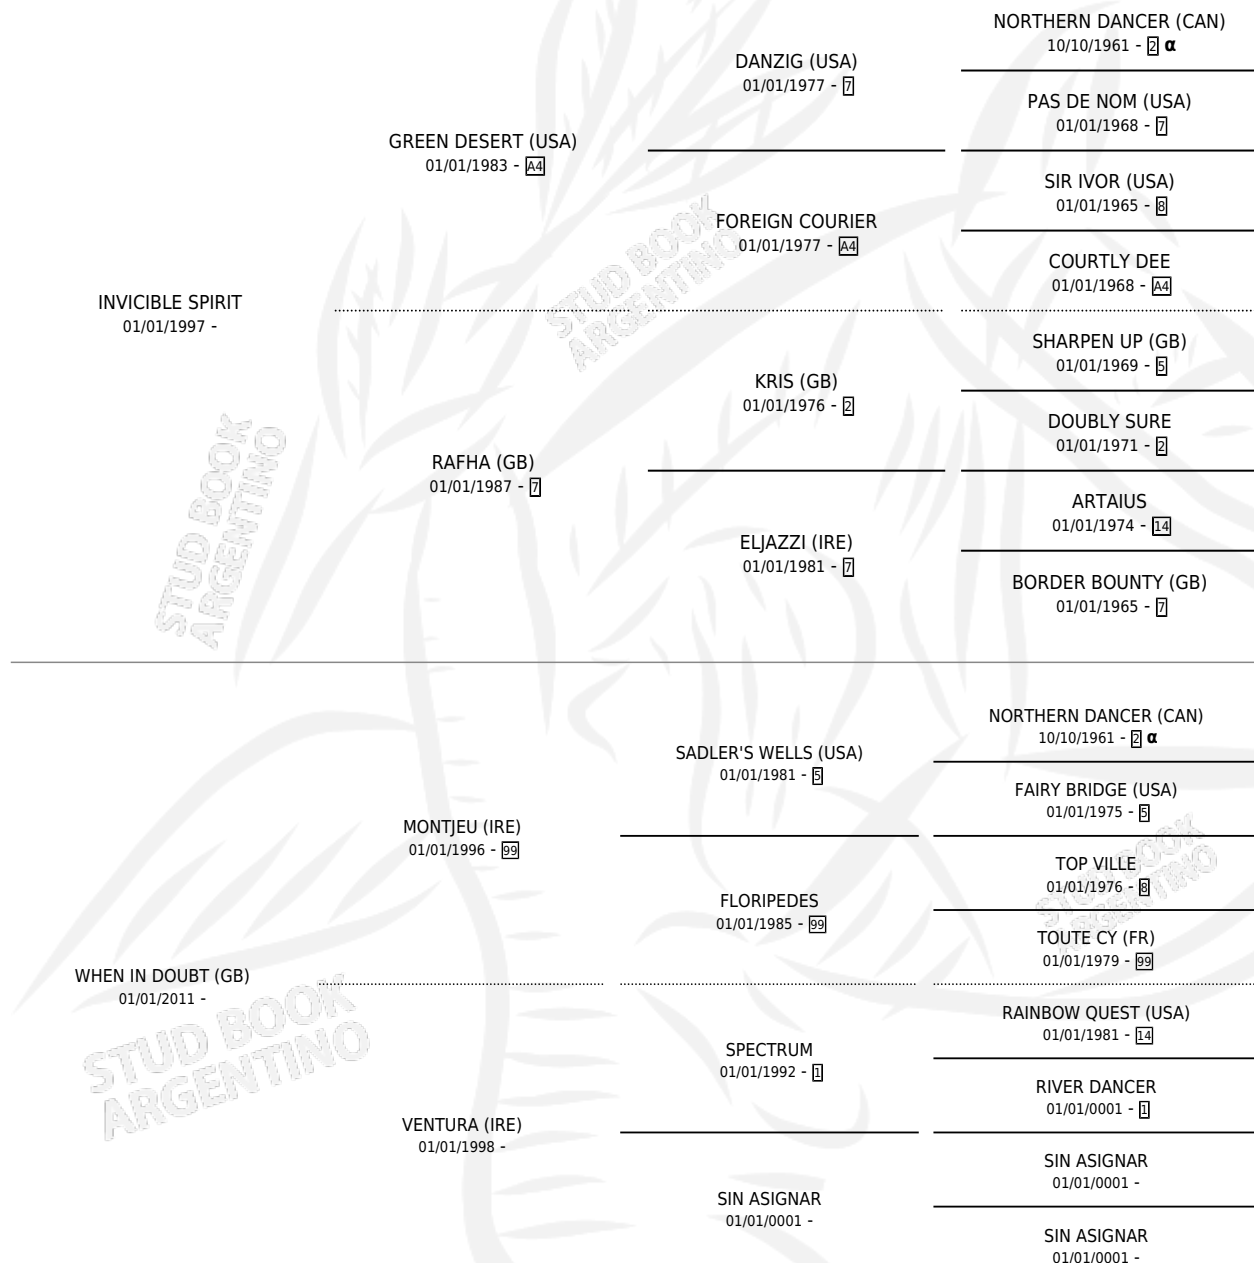 NORTHERN DANCER (CAN)
10/10/1961 - 2 α
DANZIG (USA)
01/01/1977 - 7
PAS DE NOM (USA)
01/01/1968 - 7
GREEN DESERT (USA)
01/01/1983 - A4
SIR IVOR (USA)
01/01/1965 - 8
FOREIGN COURIER
01/01/1977 - A4
COURTLY DEE
01/01/1968 - A4
INVICIBLE SPIRIT
01/01/1997 -
SHARPEN UP (GB)
01/01/1969 - 5
KRIS (GB)
01/01/1976 - 2
DOUBLY SURE
01/01/1971 - 2
RAFHA (GB)
01/01/1987 - 7
ARTAIUS
01/01/1974 - 14
ELJAZZI (IRE)
01/01/1981 - 7
BORDER BOUNTY (GB)
01/01/1965 - 7
NORTHERN DANCER (CAN)
10/10/1961 - 2 α
SADLER'S WELLS (USA)
01/01/1981 - 5
FAIRY BRIDGE (USA)
01/01/1975 - 5
MONTJEU (IRE)
01/01/1996 - 99
TOP VILLE
01/01/1976 - 8
FLORIPEDES
01/01/1985 - 99
TOUTE CY (FR)
01/01/1979 - 99
WHEN IN DOUBT (GB)
01/01/2011 -
RAINBOW QUEST (USA)
01/01/1981 - 14
SPECTRUM
01/01/1992 - 1
RIVER DANCER
01/01/0001 - 1
VENTURA (IRE)
01/01/1998 -
SIN ASIGNAR
01/01/0001 -
SIN ASIGNAR
01/01/0001 -
SIN ASIGNAR
01/01/0001 -
STUD BOOK
ARGENTINO
STUD BOOK
ARGENTINO
STUD BOOK
ARGENTINO
STUD BOOK
ARGENTINO